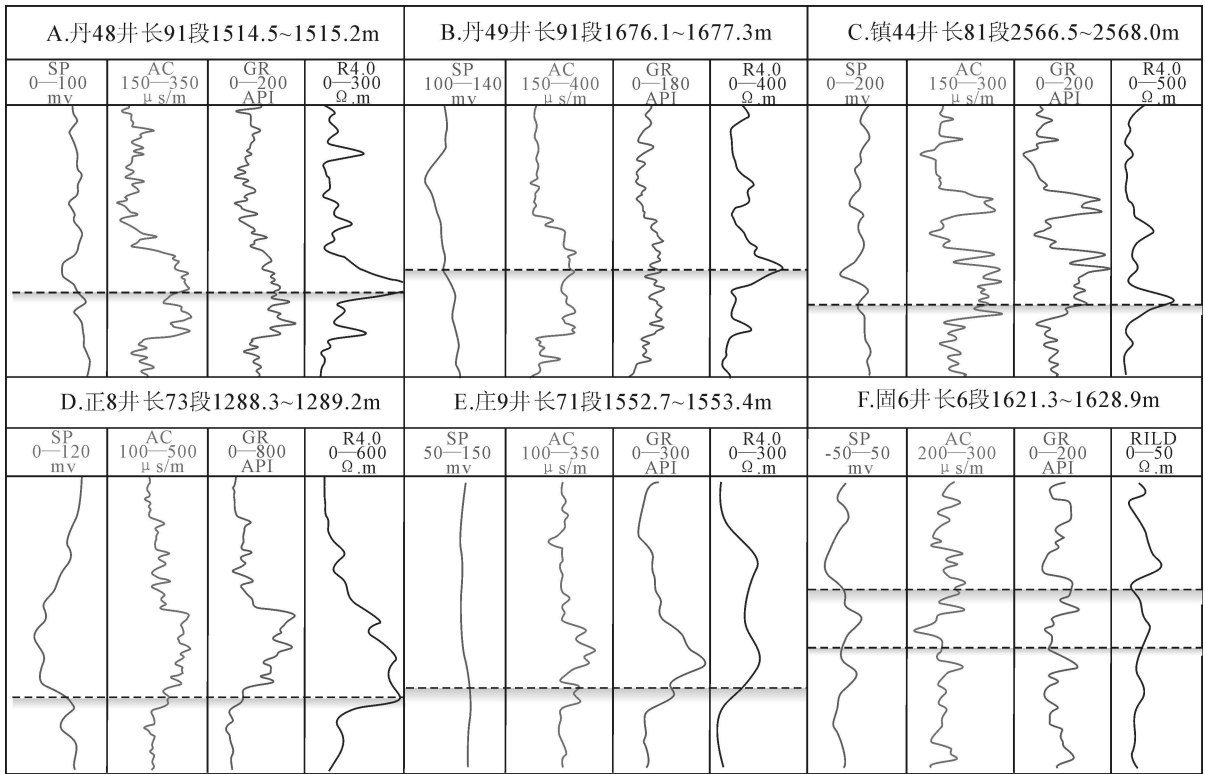 A.丹48井长91段1514.5~1515.2m
SP
0—100
mv
AC
150—350
μs/m
GR
0—200
API
R4.0
0—300
Ω.m
B.丹49井长91段1676.1~1677.3m
SP
100—140
mv
AC
150—400
μs/m
GR
0—180
API
R4.0
0—400
Ω.m
C.镇44井长81段2566.5~2568.0m
SP
0—200
mv
AC
150—300
μs/m
GR
0—200
API
R4.0
0—500
Ω.m
D.正8井长73段1288.3~1289.2m
SP
0—120
mv
AC
100—500
μs/m
GR
0—800
API
R4.0
0—600
Ω.m
E.庄9井长71段1552.7~1553.4m
SP
50—150
mv
AC
100—350
μs/m
GR
0—300
API
R4.0
0—300
Ω.m
F.固6井长6段1621.3~1628.9m
SP
-50—50
mv
AC
200—300
μs/m
GR
0—200
API
RILD
0—50
Ω.m